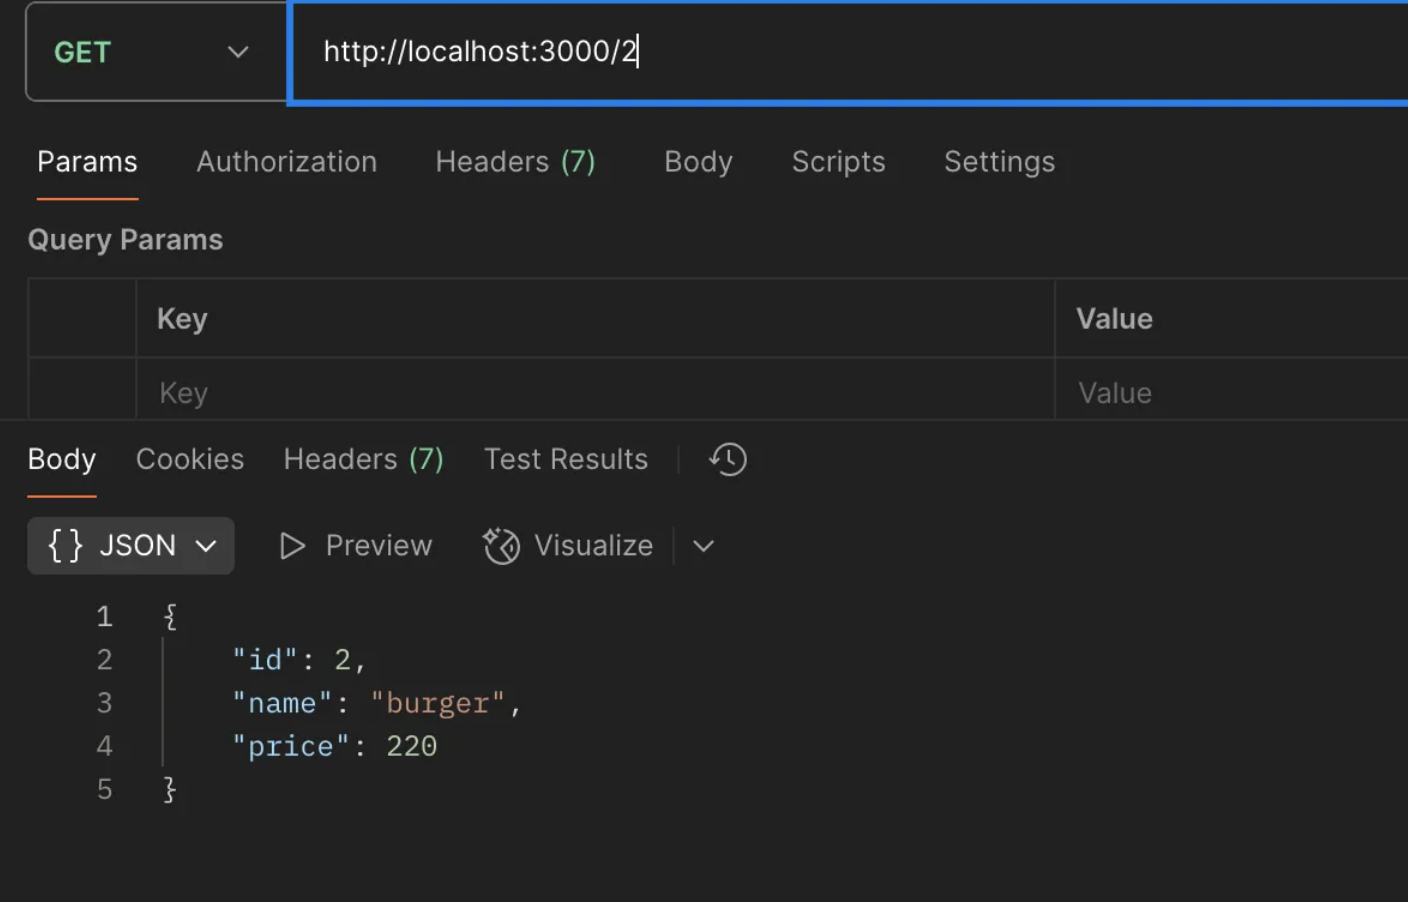 GET http://localhost:3000/2
Params Authorization Headers (7) Body Scripts Settings
Query Params
Key Value
Key Value
Body Cookies Headers (7) Test Results
{} JSON Preview Visualize
1 {
2 "id": 2,
3 "name": "burger",
4 "price": 220
5 }